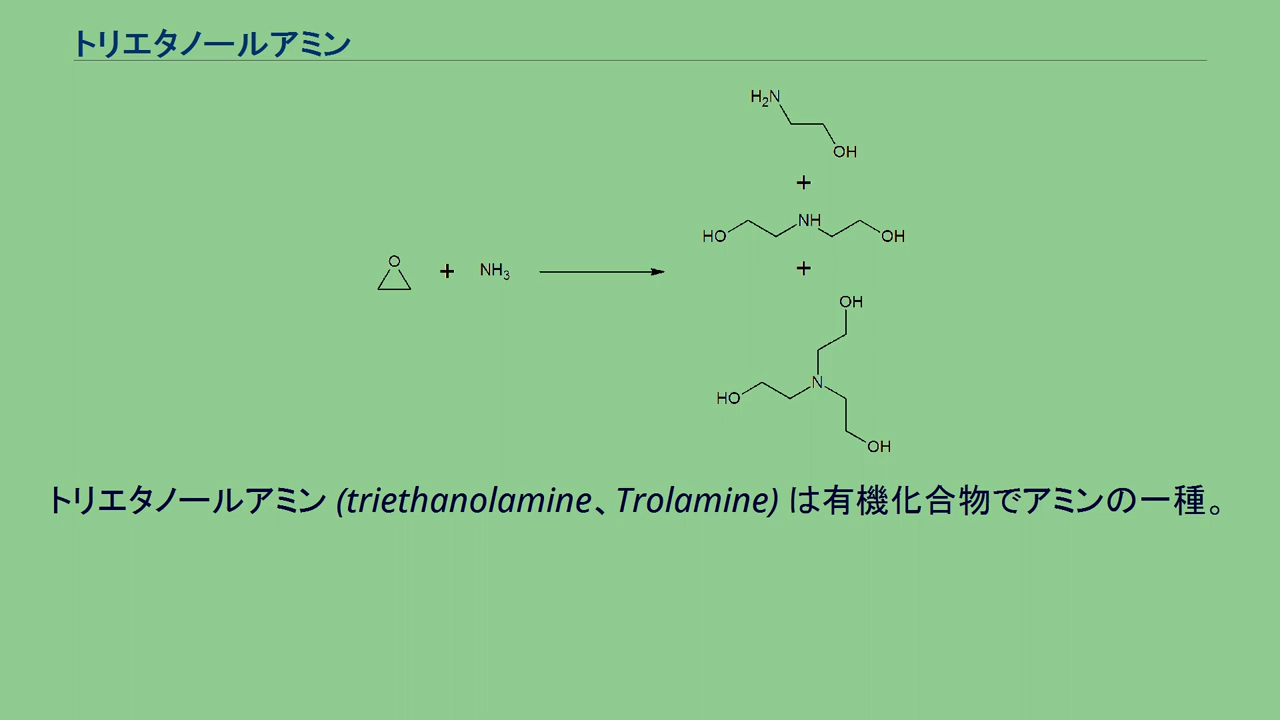 トリエタノールアミン
H2N
OH
+
HO NH OH
O + NH3
+
OH
N
HO
OH
トリエタノールアミン (triethanolamine、Trolamine) は有機化合物でアミンの一種。